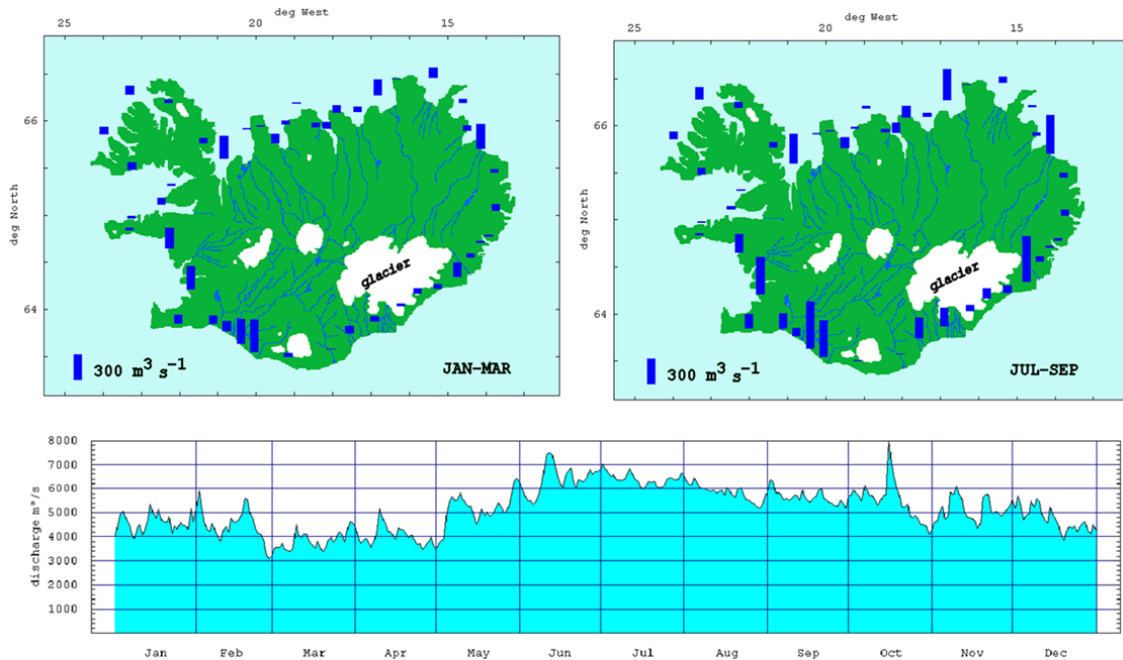 deg West
25 20 15
deg West
25 20 15
deg North
66
64
glacier
300 m³ s⁻¹
JAN-MAR
deg North
66
64
glacier
300 m³ s⁻¹
JUL-SEP
discharge m³/s
8000
7000
6000
5000
4000
3000
2000
1000
Jan Feb Mar Apr May Jun Jul Aug Sep Oct Nov Dec